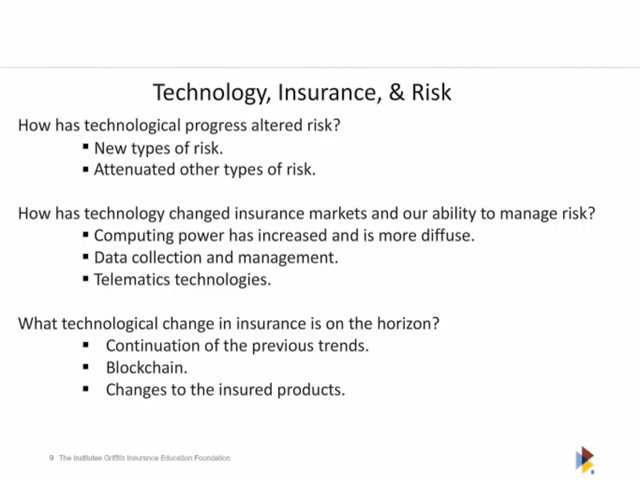 Technology, Insurance, & Risk
How has technological progress altered risk?
▪ New types of risk.
▪ Attenuated other types of risk.
How has technology changed insurance markets and our ability to manage risk?
▪ Computing power has increased and is more diffuse.
▪ Data collection and management.
▪ Telematics technologies.
What technological change in insurance is on the horizon?
▪ Continuation of the previous trends.
▪ Blockchain.
▪ Changes to the insured products.
9 The Institutes Griffith Insurance Education Foundation